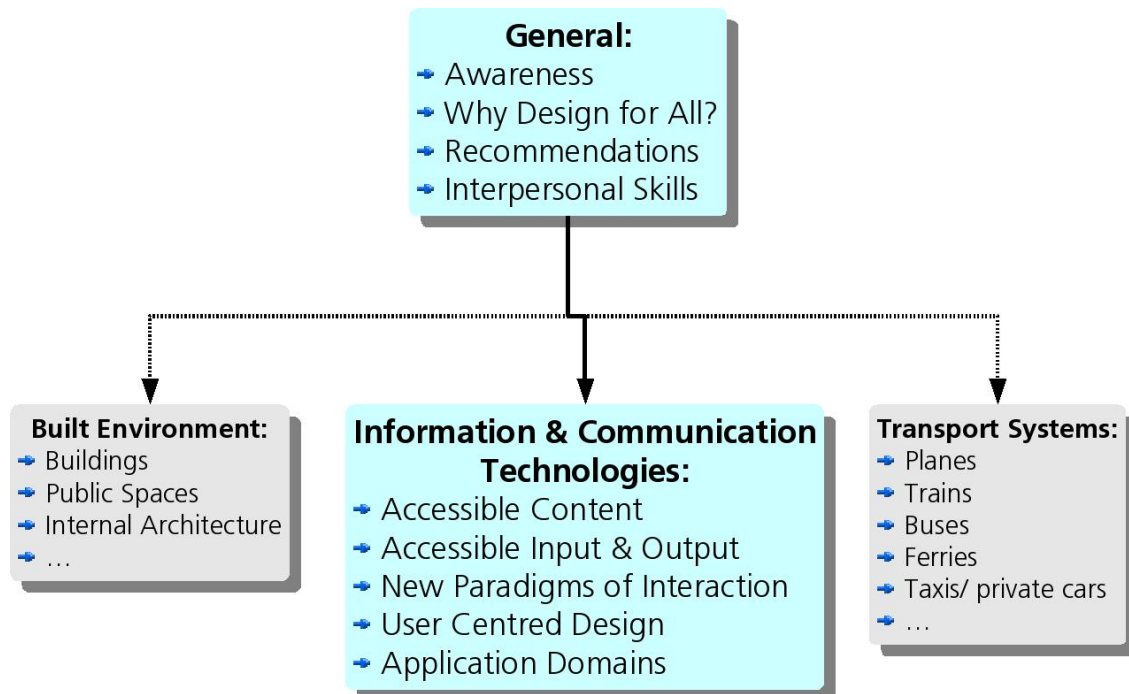 General:
Awareness
Why Design for All?
Recommendations
Interpersonal Skills
Built Environment:
Buildings
Public Spaces
Internal Architecture
...
Information & Communication
Technologies:
Accessible Content
Accessible Input & Output
New Paradigms of Interaction
User Centred Design
Application Domains
Transport Systems:
Planes
Trains
Buses
Ferries
Taxis/ private cars
...